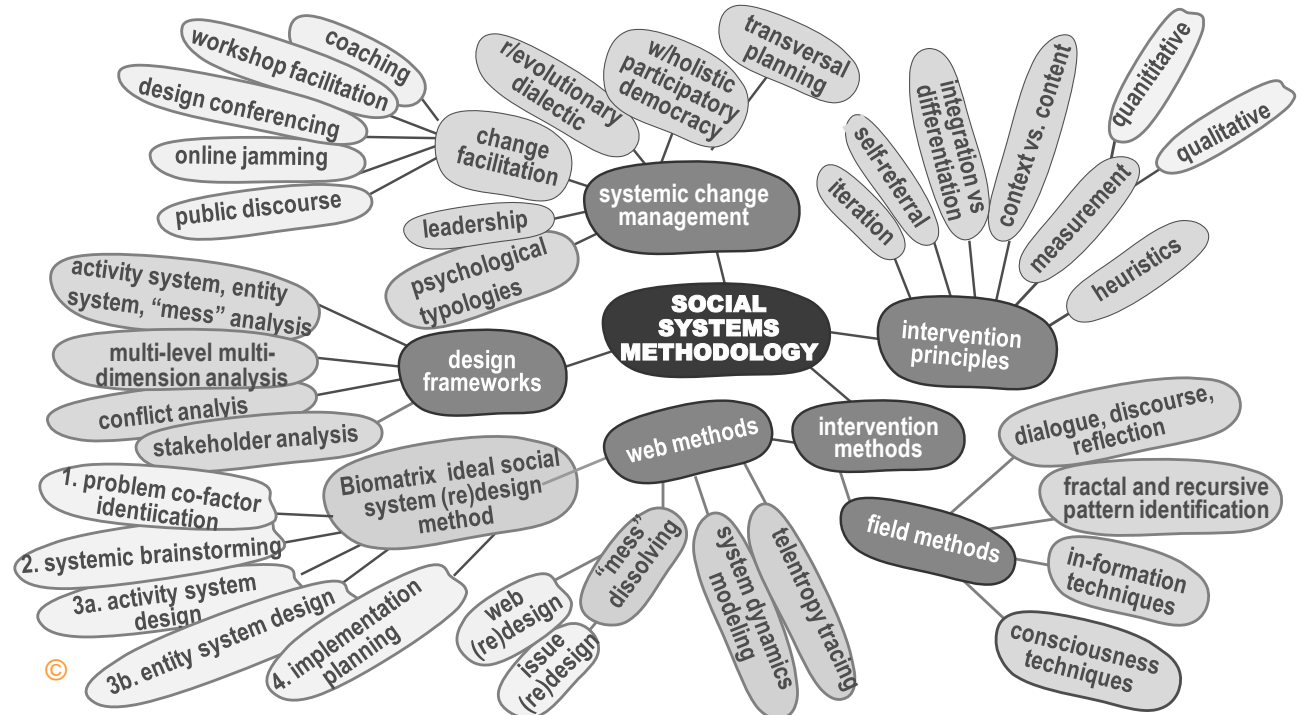 coaching
workshop facilitation
design conferencing
online jamming
public discourse
change
facilitation
r/evolutionary
dialectic
w/holistic
participatory
democracy
transversal
planning
systemic change
management
leadership
psychological
typologies
iteration
self-referral
integration vs
differentiation
context vs. content
measurement
quanititative
qualitative
heuristics
intervention
principles
SOCIAL
SYSTEMS
METHODOLOGY
activity system, entity
system, “mess” analysis
multi-level multi-
dimension analysis
conflict analyis
stakeholder analysis
design
frameworks
web methods
intervention
methods
field methods
dialogue, discourse,
reflection
fractal and recursive
pattern identification
in-formation
techniques
consciousness
techniques
Biomatrix ideal social
system (re)design
method
1. problem co-factor
identiication
2. systemic brainstorming
3a. activity system
design
3b. entity system design
4. implementation
planning
“mess”
dissolving
web
(re)design
issue
(re)design
system dynamics
modeling
telentropy tracing
©